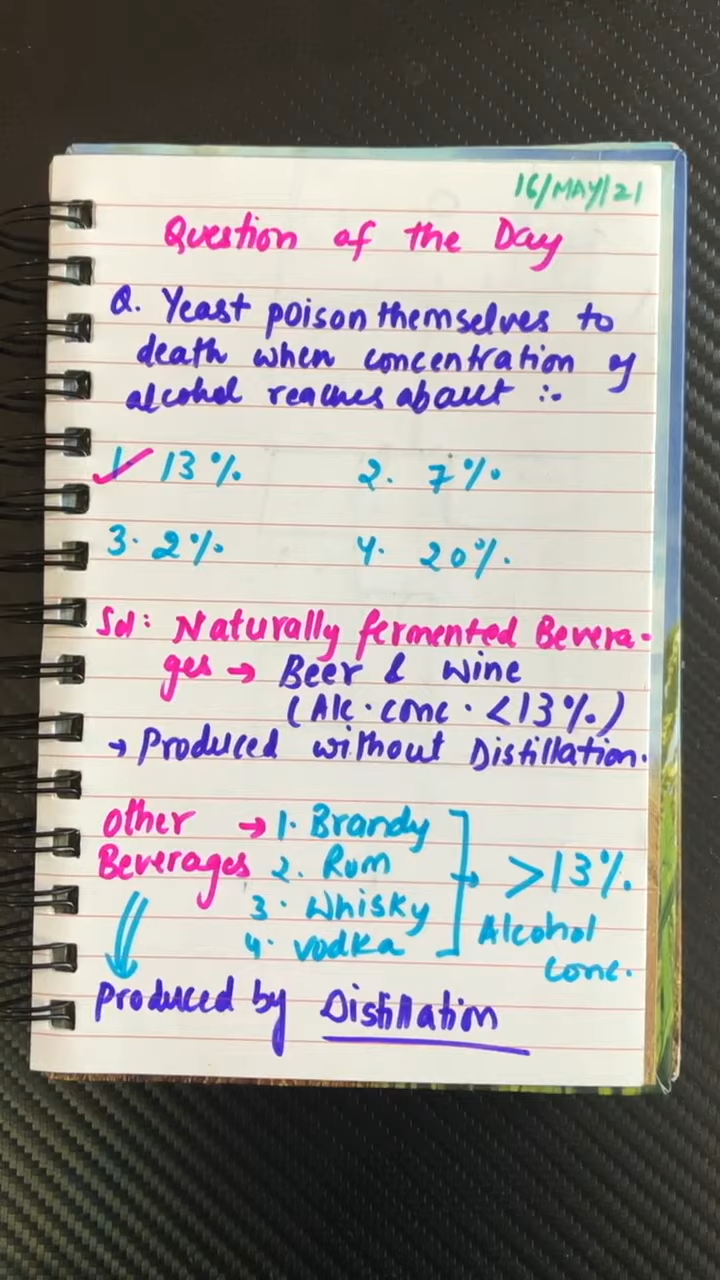 16/MAY/21
Question of the Day
Q. Yeast poison themselves to
death when concentration of
alcohol reaches about :-
1. 13% 2. 7%
3. 2% 4. 20%.
Sol: Naturally fermented Bevera-
ges → Beer & wine
(Alc. conc. <13%.)
→ Produced without Distillation.
other → 1. Brandy
Beverages 2. Rum → >13%.
3. Whisky Alcohol
4. vodka conc.
Produced by Distillation